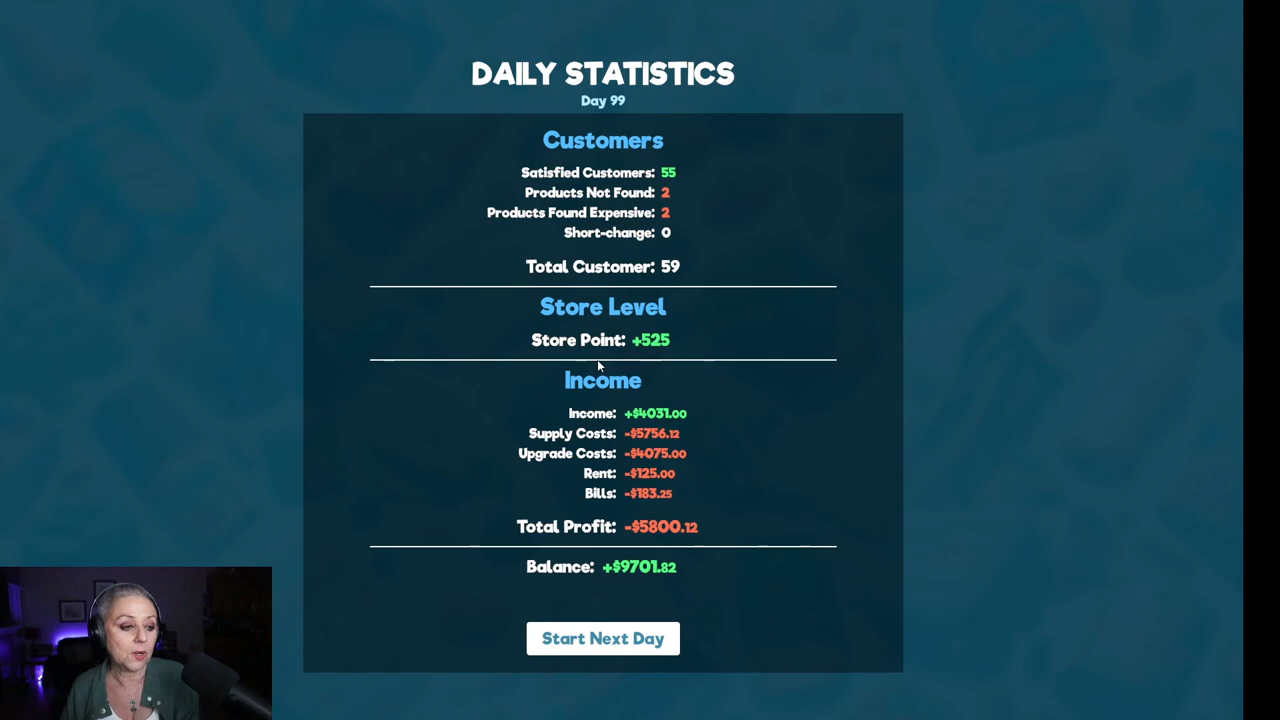 DAILY STATISTICS
Day 99
Customers
Satisfied Customers: 55
Products Not Found: 2
Products Found Expensive: 2
Short-change: 0
Total Customer: 59
Store Level
Store Point: +525
Income
Income: +$4031.00
Supply Costs: -$5756.12
Upgrade Costs: -$4075.00
Rent: -$125.00
Bills: -$183.25
Total Profit: -$5800.12
Balance: +$9701.82
Start Next Day